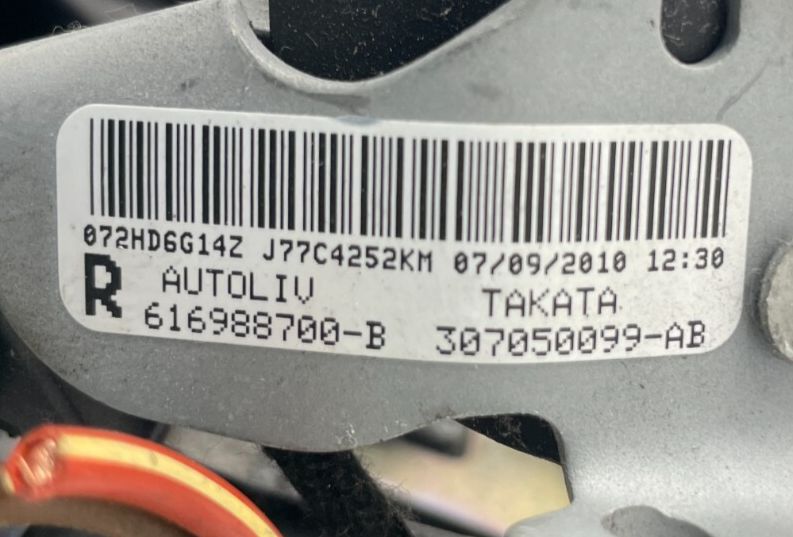 072HD6G14Z J77C4252KM 07/09/2010 12:30
R AUTOLIV TAKATA
616988700-B 307050099-AB